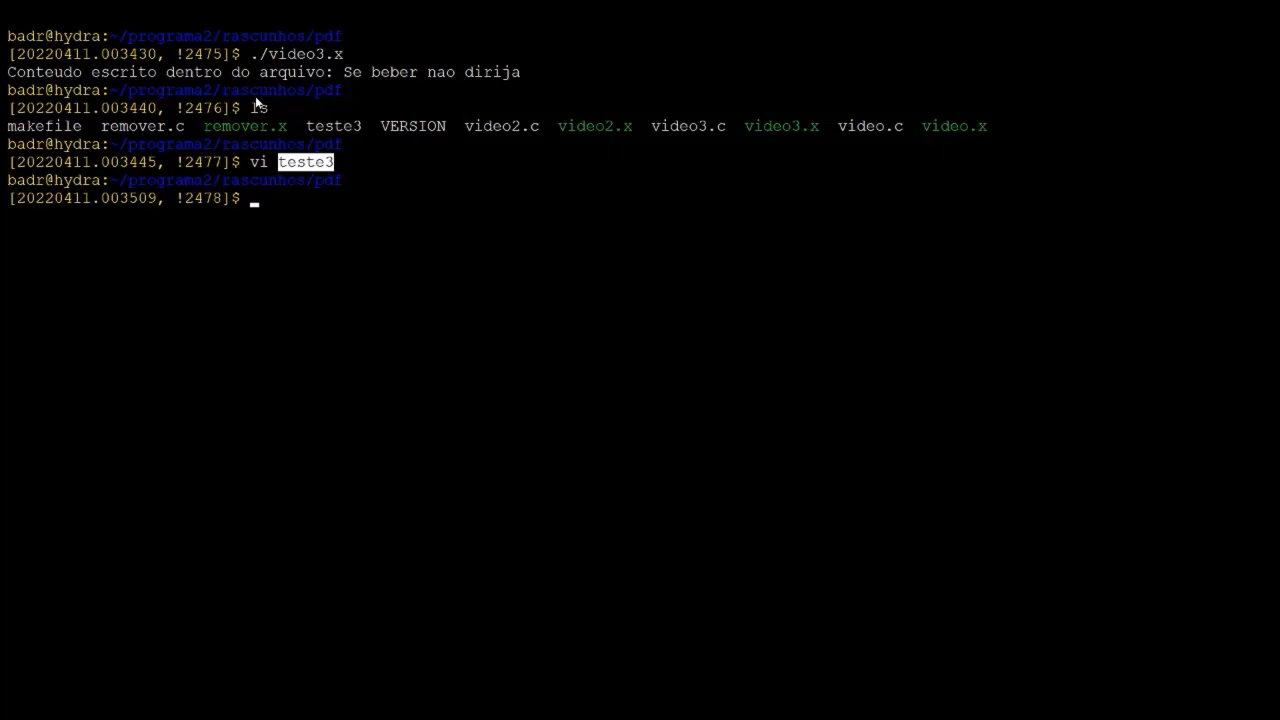 badr@hydra:~/programa2/rascunhos/pdf
[20220411.003430, !2475]$ ./video3.x
Conteudo escrito dentro do arquivo: Se beber nao dirija
badr@hydra:~/programa2/rascunhos/pdf
[20220411.003440, !2476]$ ls
makefile remover.c remover.x teste3 VERSION video2.c video2.x video3.c video3.x video.c video.x
badr@hydra:~/programa2/rascunhos/pdf
[20220411.003445, !2477]$ vi teste3
badr@hydra:~/programa2/rascunhos/pdf
[20220411.003509, !2478]$